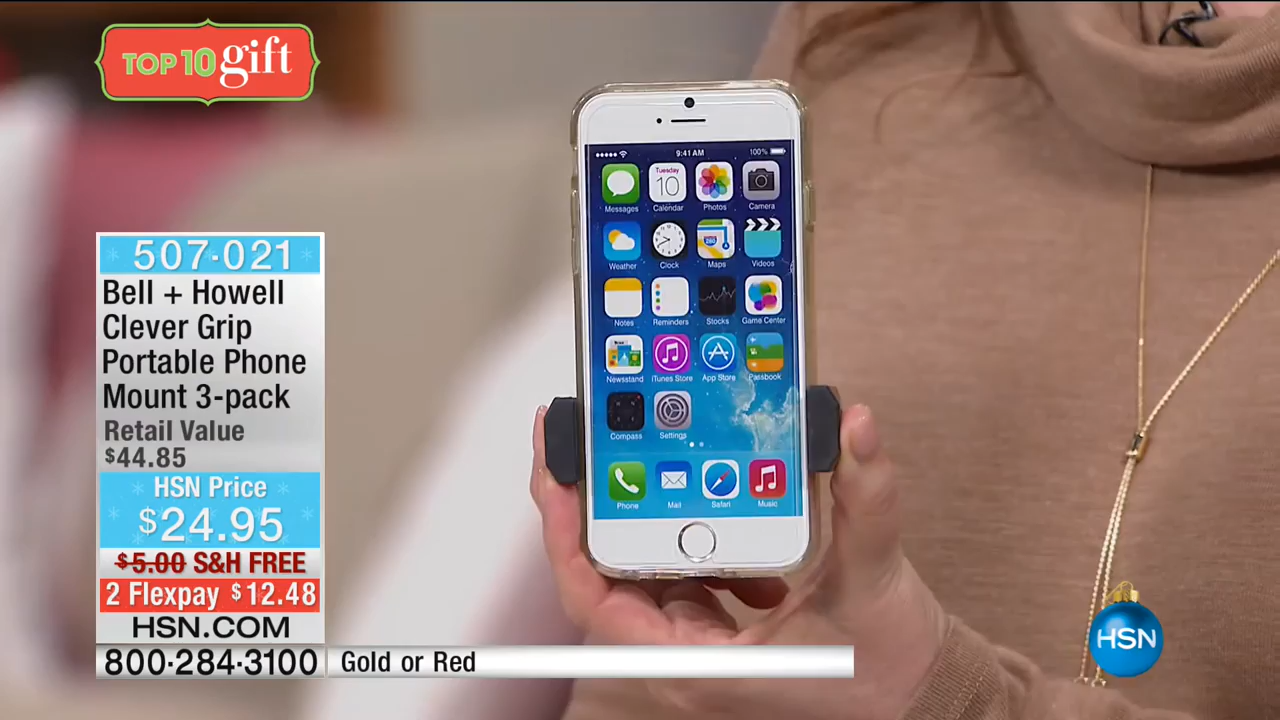 TOP 10 gift
507-021
Bell + Howell
Clever Grip
Portable Phone
Mount 3-pack
Retail Value
$44.85
HSN Price
$24.95
$5.00 S&H FREE
2 Flexpay $12.48
HSN.COM
800-284-3100
Gold or Red
9:41 AM 100%
Tuesday
10
Messages Calendar Photos Camera
280
Weather Clock Maps Videos
Notes Reminders Stocks Game Center
Newsstand iTunes Store App Store Passbook
Compass Settings
Phone Mail Safari Music
HSN